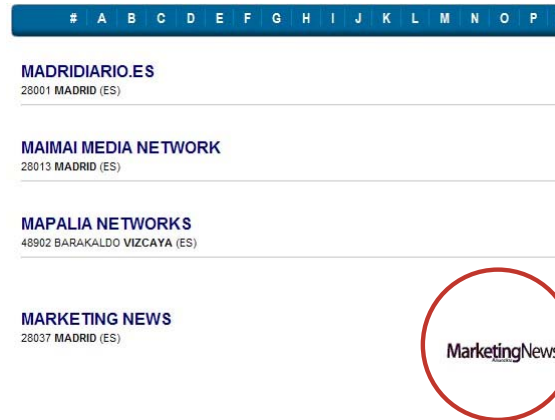 # A B C D E F G H I J K L M N O P
MADRIDIARIO.ES
28001 MADRID (ES)
MAIMAI MEDIA NETWORK
28013 MADRID (ES)
MAPALIA NETWORKS
48902 BARAKALDO VIZCAYA (ES)
MARKETING NEWS
28037 MADRID (ES)
MarketingNews